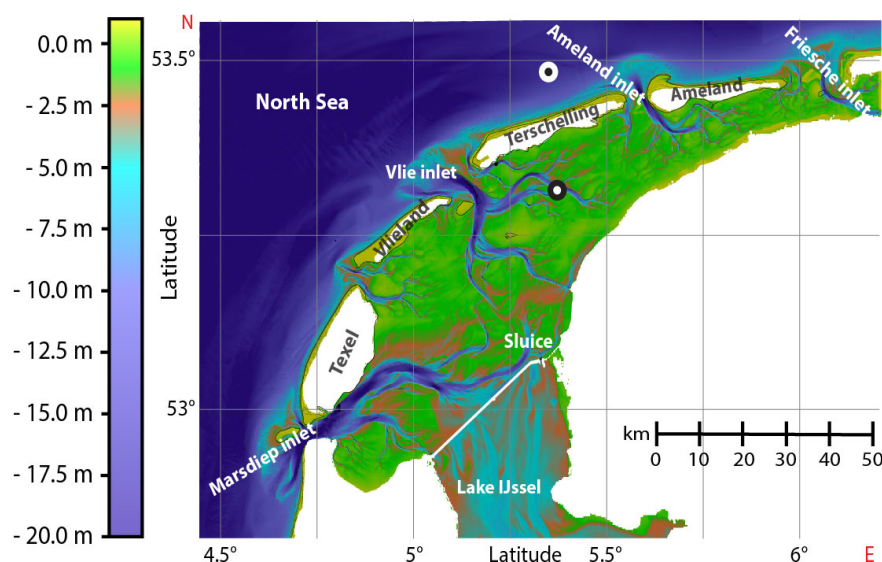 N
0.0 m
- 2.5 m
- 5.0 m
- 7.5 m
- 10.0 m
- 12.5 m
- 15.0 m
- 17.5 m
- 20.0 m
53.5°
53°
Latitude
North Sea
Ameland inlet
Friesche inlet
Ameland
Terschelling
Vlie inlet
Vlieland
Texel
Sluice
Marsdiep inlet
Lake IJssel
km
0 10 20 30 40 50
4.5° 5° Latitude 5.5° 6° E